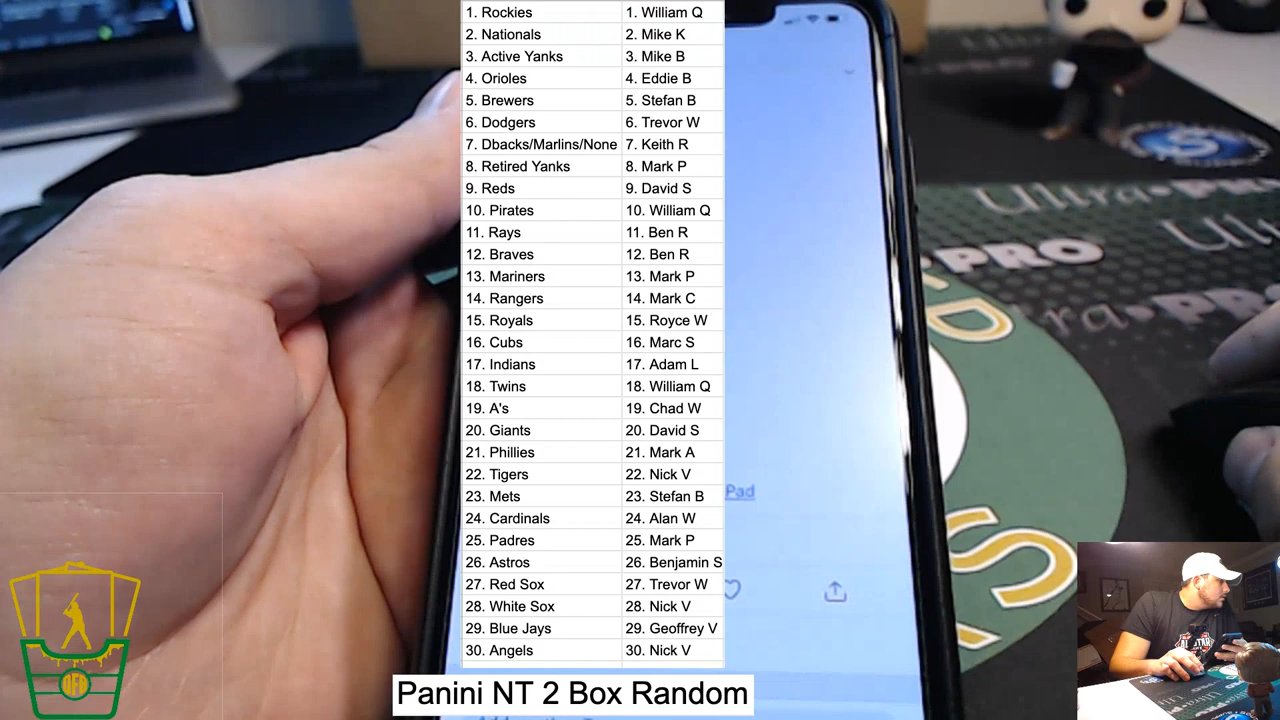 1. Rockies 1. William Q
2. Nationals 2. Mike K
3. Active Yanks 3. Mike B
4. Orioles 4. Eddie B
5. Brewers 5. Stefan B
6. Dodgers 6. Trevor W
7. Dbacks/Marlins/None 7. Keith R
8. Retired Yanks 8. Mark P
9. Reds 9. David S
10. Pirates 10. William Q
11. Rays 11. Ben R
12. Braves 12. Ben R
13. Mariners 13. Mark P
14. Rangers 14. Mark C
15. Royals 15. Royce W
16. Cubs 16. Marc S
17. Indians 17. Adam L
18. Twins 18. William Q
19. A's 19. Chad W
20. Giants 20. David S
21. Phillies 21. Mark A
22. Tigers 22. Nick V
23. Mets 23. Stefan B
24. Cardinals 24. Alan W
25. Padres 25. Mark P
26. Astros 26. Benjamin S
27. Red Sox 27. Trevor W
28. White Sox 28. Nick V
29. Blue Jays 29. Geoffrey V
30. Angels 30. Nick V
Panini NT 2 Box Random
Pad
Ultra
PRO